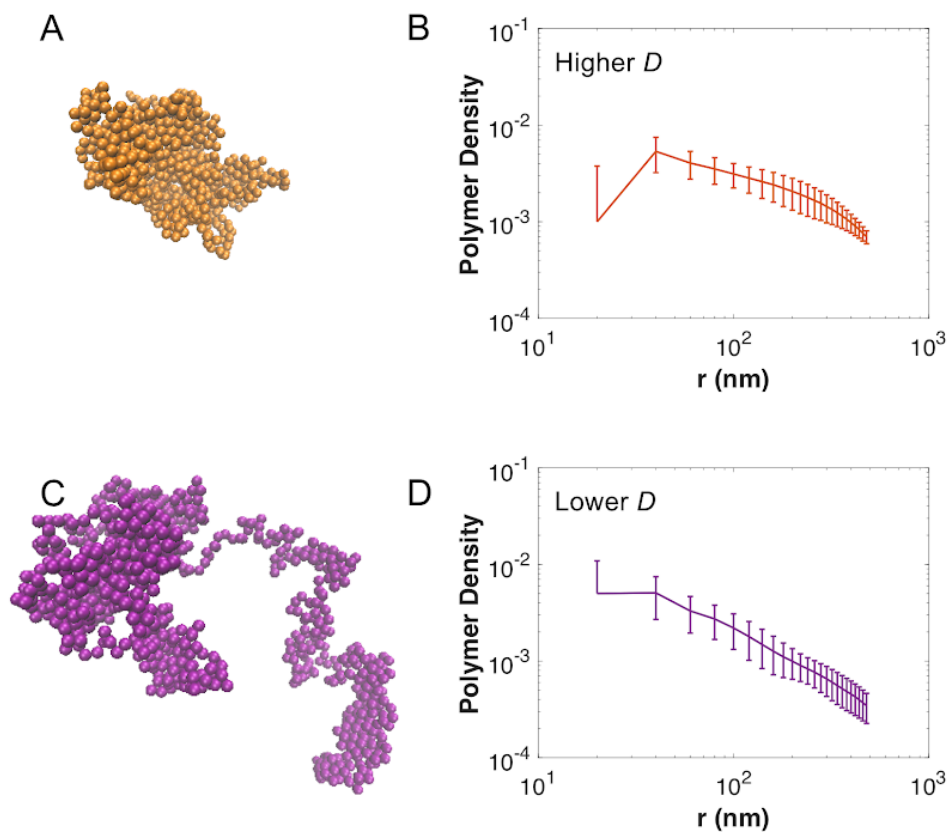 A
B
Higher D
Polymer Density
10^-1
10^-2
10^-3
10^-4
10^1
10^2
10^3
r (nm)
C
D
Lower D
Polymer Density
10^-1
10^-2
10^-3
10^-4
10^1
10^2
10^3
r (nm)